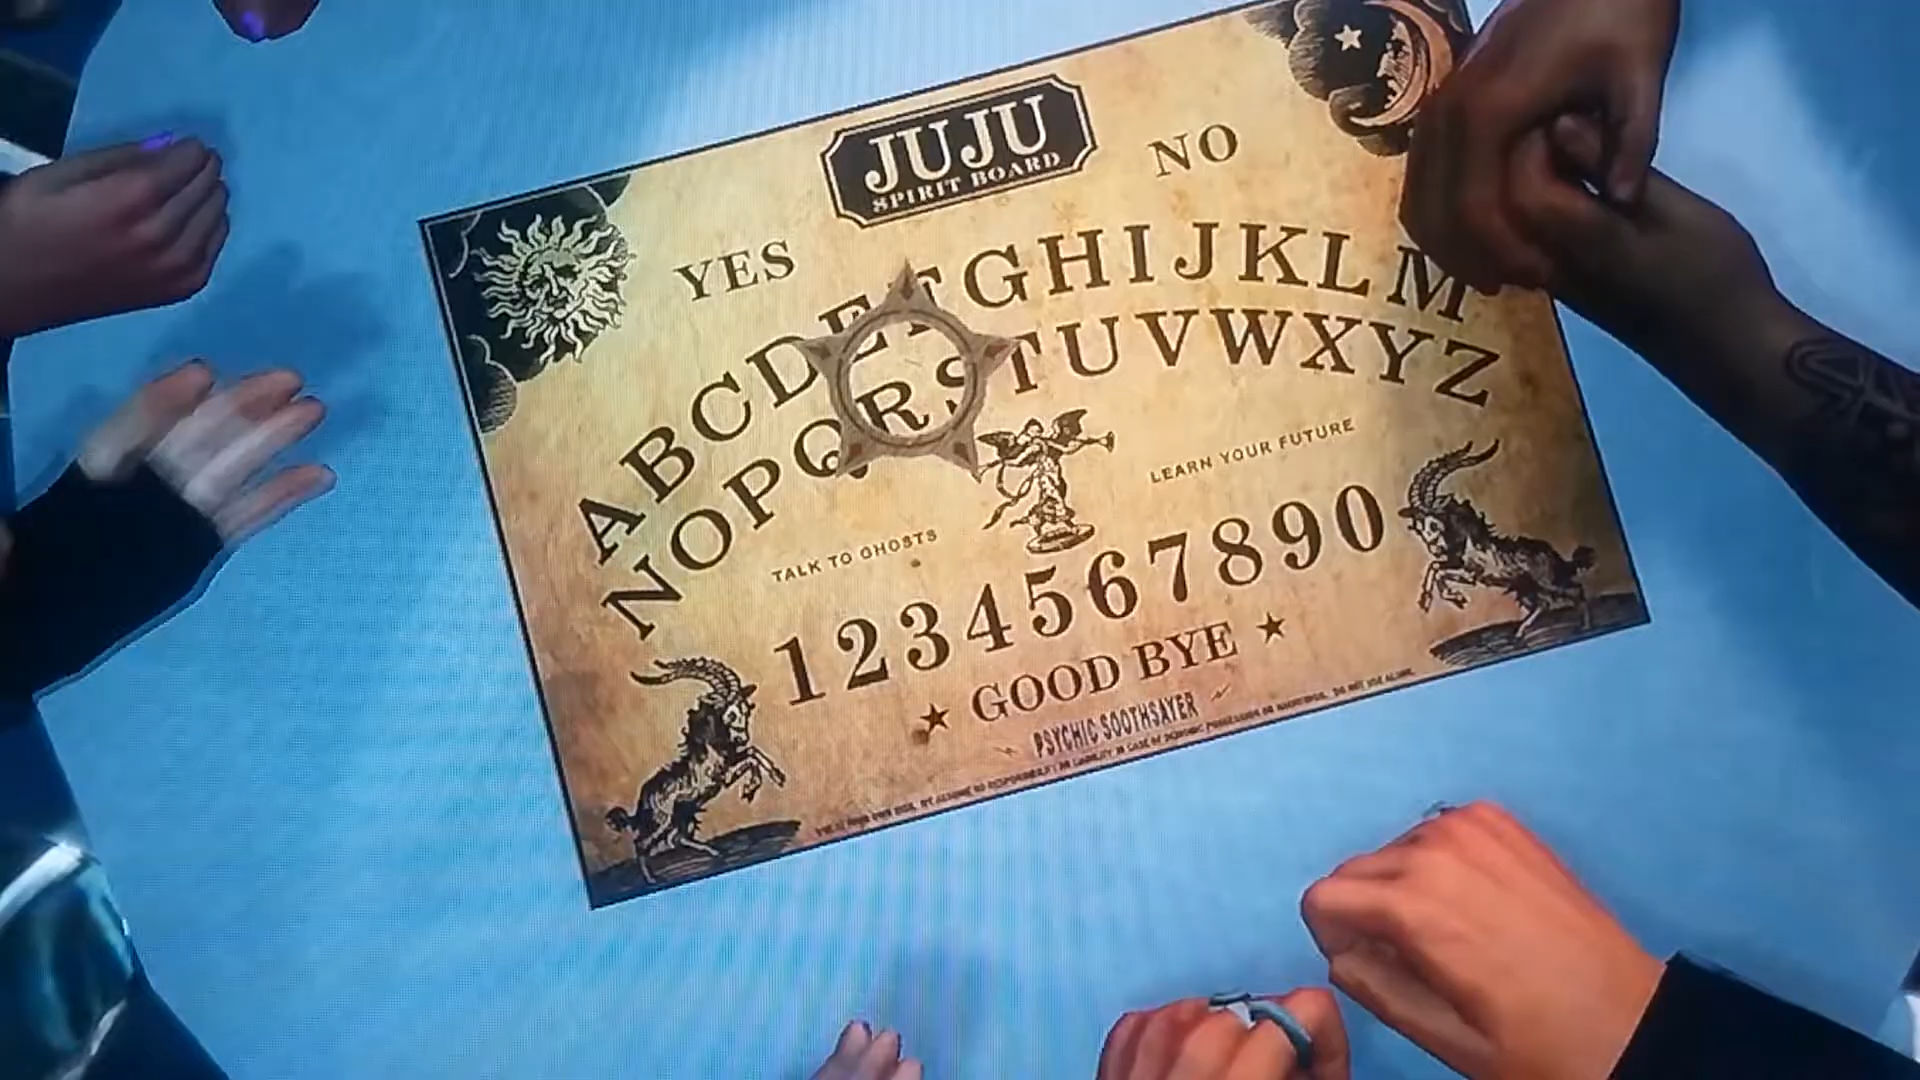 JUJU
SPIRIT BOARD
YES
NO
ABCDEFGHIJKLM
NOPQRSTUVWXYZ
TALK TO GHOSTS
LEARN YOUR FUTURE
1234567890
★ GOOD BYE ★
PSYCHIC SOOTHSAYER